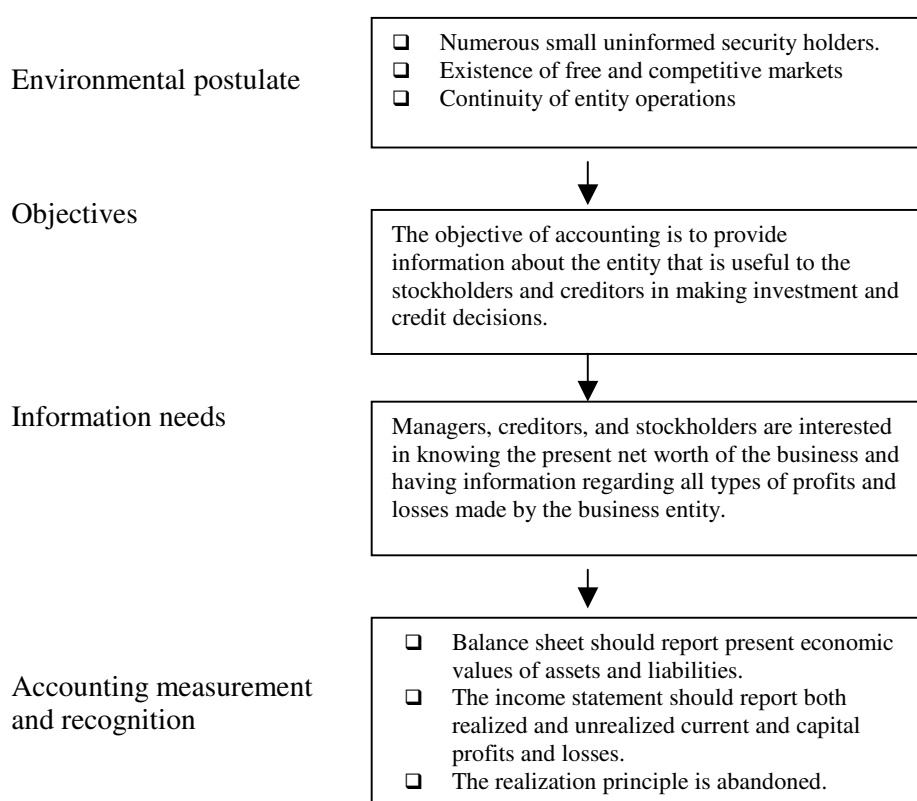 Environmental postulate
❑ Numerous small uninformed security holders.
❑ Existence of free and competitive markets
❑ Continuity of entity operations
Objectives
The objective of accounting is to provide
information about the entity that is useful to the
stockholders and creditors in making investment and
credit decisions.
Information needs
Managers, creditors, and stockholders are interested
in knowing the present net worth of the business and
having information regarding all types of profits and
losses made by the business entity.
Accounting measurement
and recognition
❑ Balance sheet should report present economic
values of assets and liabilities.
❑ The income statement should report both
realized and unrealized current and capital
profits and losses.
❑ The realization principle is abandoned.